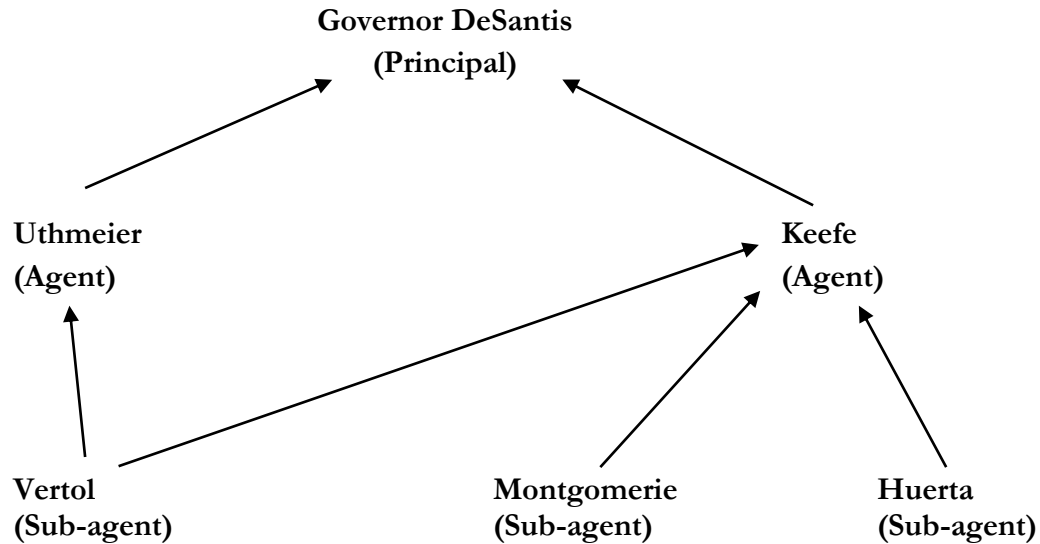 Governor DeSantis
(Principal)
Uthmeier
(Agent)
Keefe
(Agent)
Vertol
(Sub-agent)
Montgomerie
(Sub-agent)
Huerta
(Sub-agent)